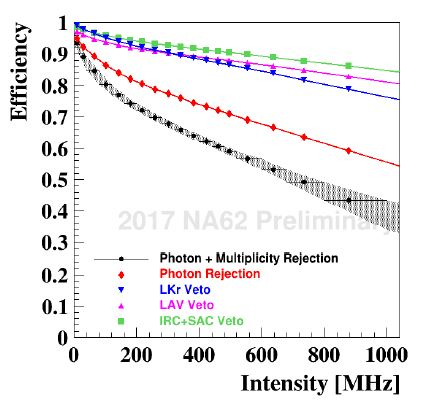 Efficiency
1
0.9
0.8
0.7
0.6
0.5
0.4
0.3
0.2
0.1
0
2017 NA62 Preliminary
Photon + Multiplicity Rejection
Photon Rejection
LKr Veto
LAV Veto
IRC+SAC Veto
0 200 400 600 800 1000
Intensity [MHz]